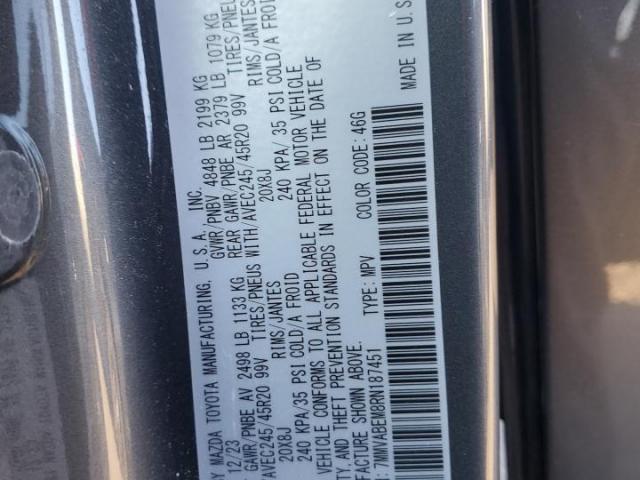 Y MAZDA TOYOTA MANUFACTURING, U.S.A. INC.
12/23 GVWR/PNBV 4848 LB 2199 KG
GAWR/PNBE AV 2498 LB 1133 KG REAR GAWR/PNBE AR 2379 LB 1079 KG
AVEC245/45R20 99V TIRES/PNEUS WITH/AVEC245/45R20 99V TIRES/PNEU
20X8J RIMS/JANTES 20X8J RIMS/JANTES
240 KPA/35 PSI COLD/A FROID 240 KPA/ 35 PSI COLD/A FROID
VEHICLE CONFORMS TO ALL APPLICABLE FEDERAL MOTOR VEHICLE
Y, AND THEFT PREVENTION STANDARDS IN EFFECT ON THE DATE OF
FACTURE SHOWN ABOVE.
: 7MMVABEM8RN187451 TYPE: MPV COLOR CODE: 46G MADE IN U.S